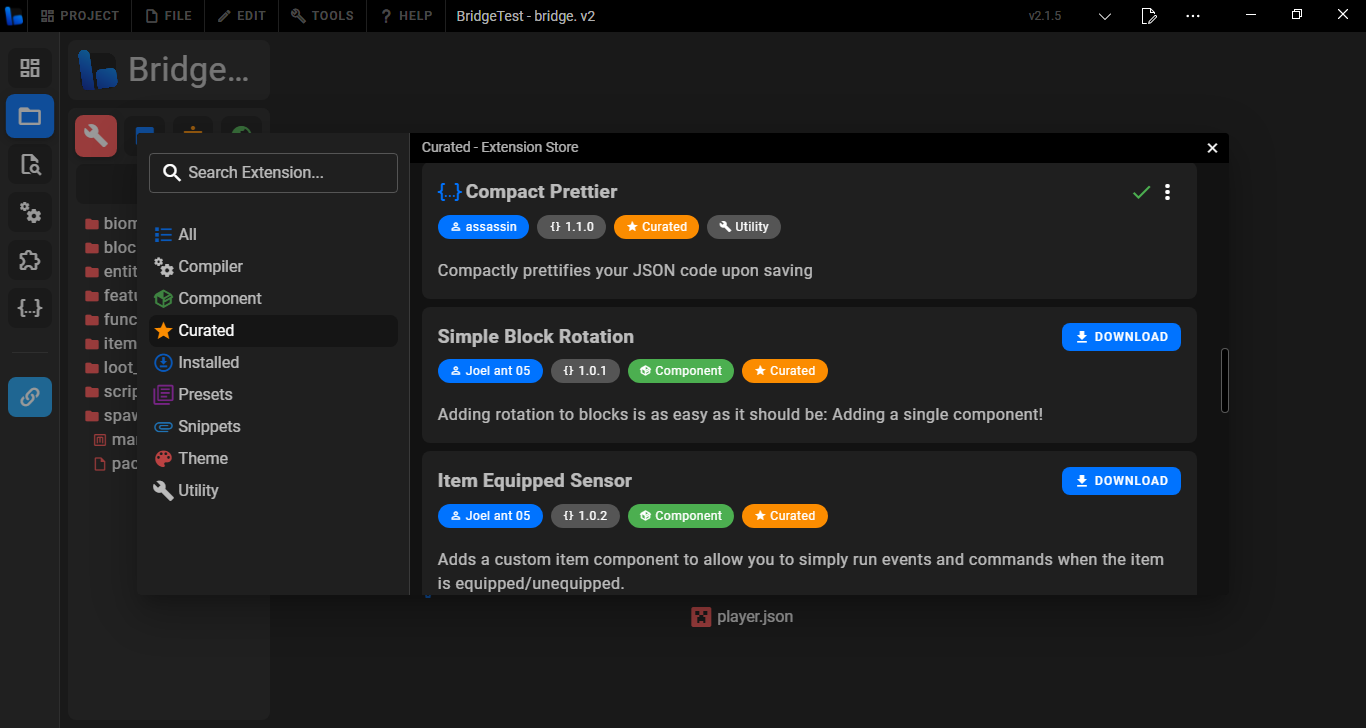 PROJECT
FILE
EDIT
TOOLS
HELP
BridgeTest - bridge. v2
v2.1.5
Bridge...
biom
bloc
entit
featu
func
item
loot_
scrip
spaw
ma
pac
Search Extension...
All
Compiler
Component
Curated
Installed
Presets
Snippets
Theme
Utility
Curated - Extension Store
{...} Compact Prettier
assassin
{} 1.1.0
Curated
Utility
Compactly prettifies your JSON code upon saving
Simple Block Rotation
DOWNLOAD
Joel ant 05
{} 1.0.1
Component
Curated
Adding rotation to blocks is as easy as it should be: Adding a single component!
Item Equipped Sensor
DOWNLOAD
Joel ant 05
{} 1.0.2
Component
Curated
Adds a custom item component to allow you to simply run events and commands when the item
is equipped/unequipped.
player.json